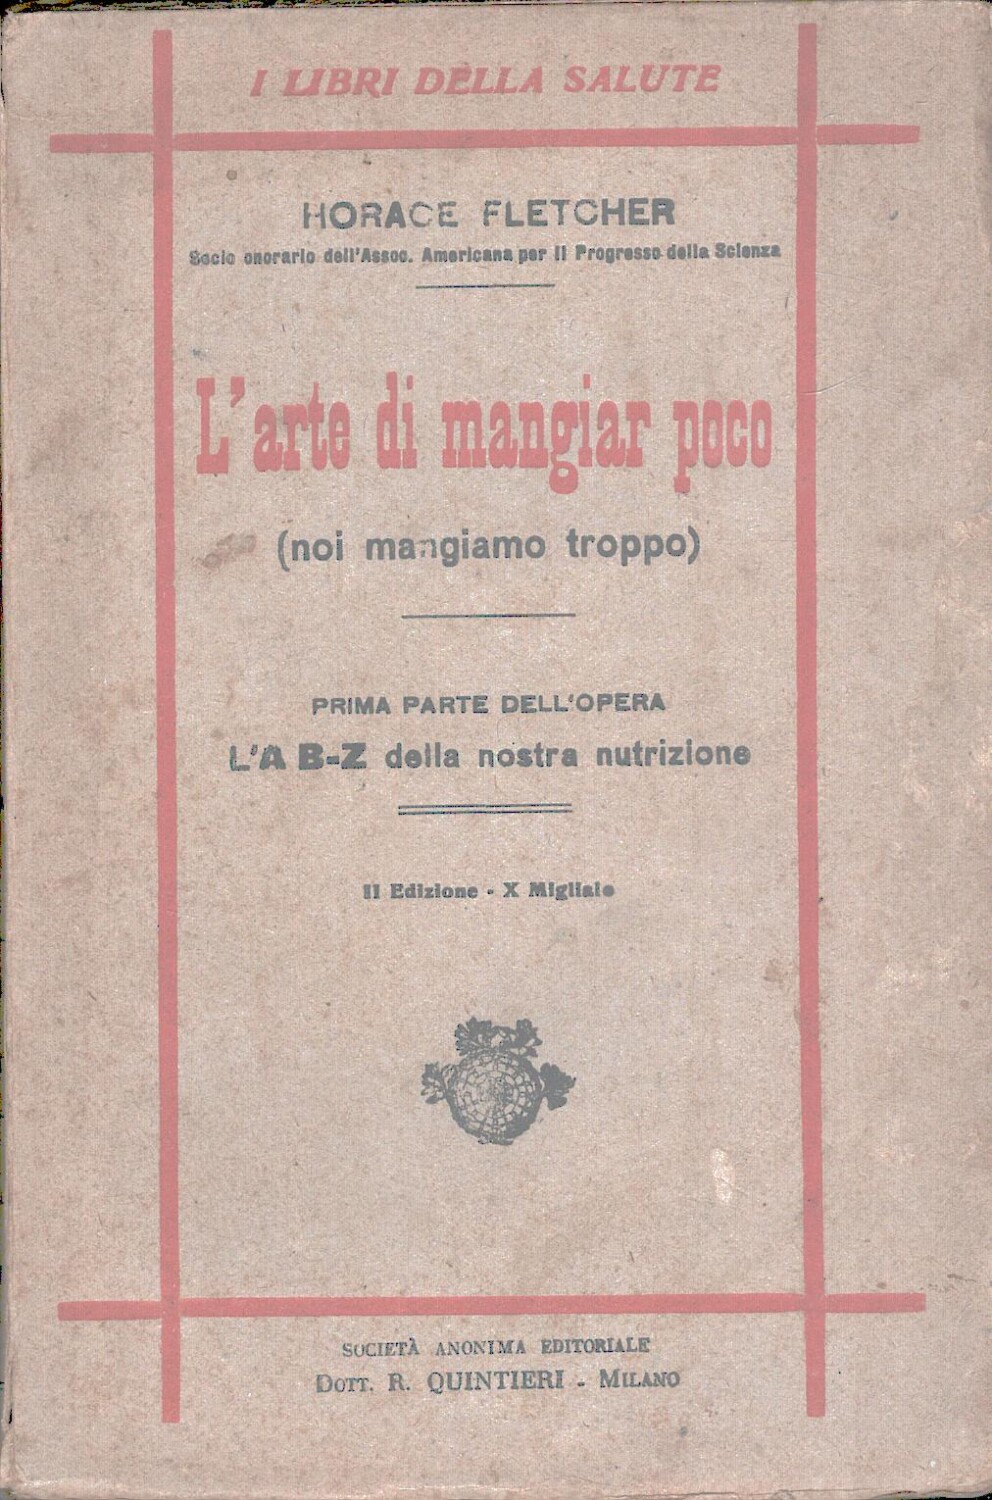 I LIBRI DELLA SALUTE
HORACE FLETCHER
Socio onorario dell'Assoc. Americana per il Progresso della Scienza
L'arte di mangiar poco
(noi mangiamo troppo)
PRIMA PARTE DELL'OPERA
L'A B-Z della nostra nutrizione
II Edizione - X Migliaio
SOCIETÀ ANONIMA EDITORIALE
DOTT. R. QUINTIERI - MILANO